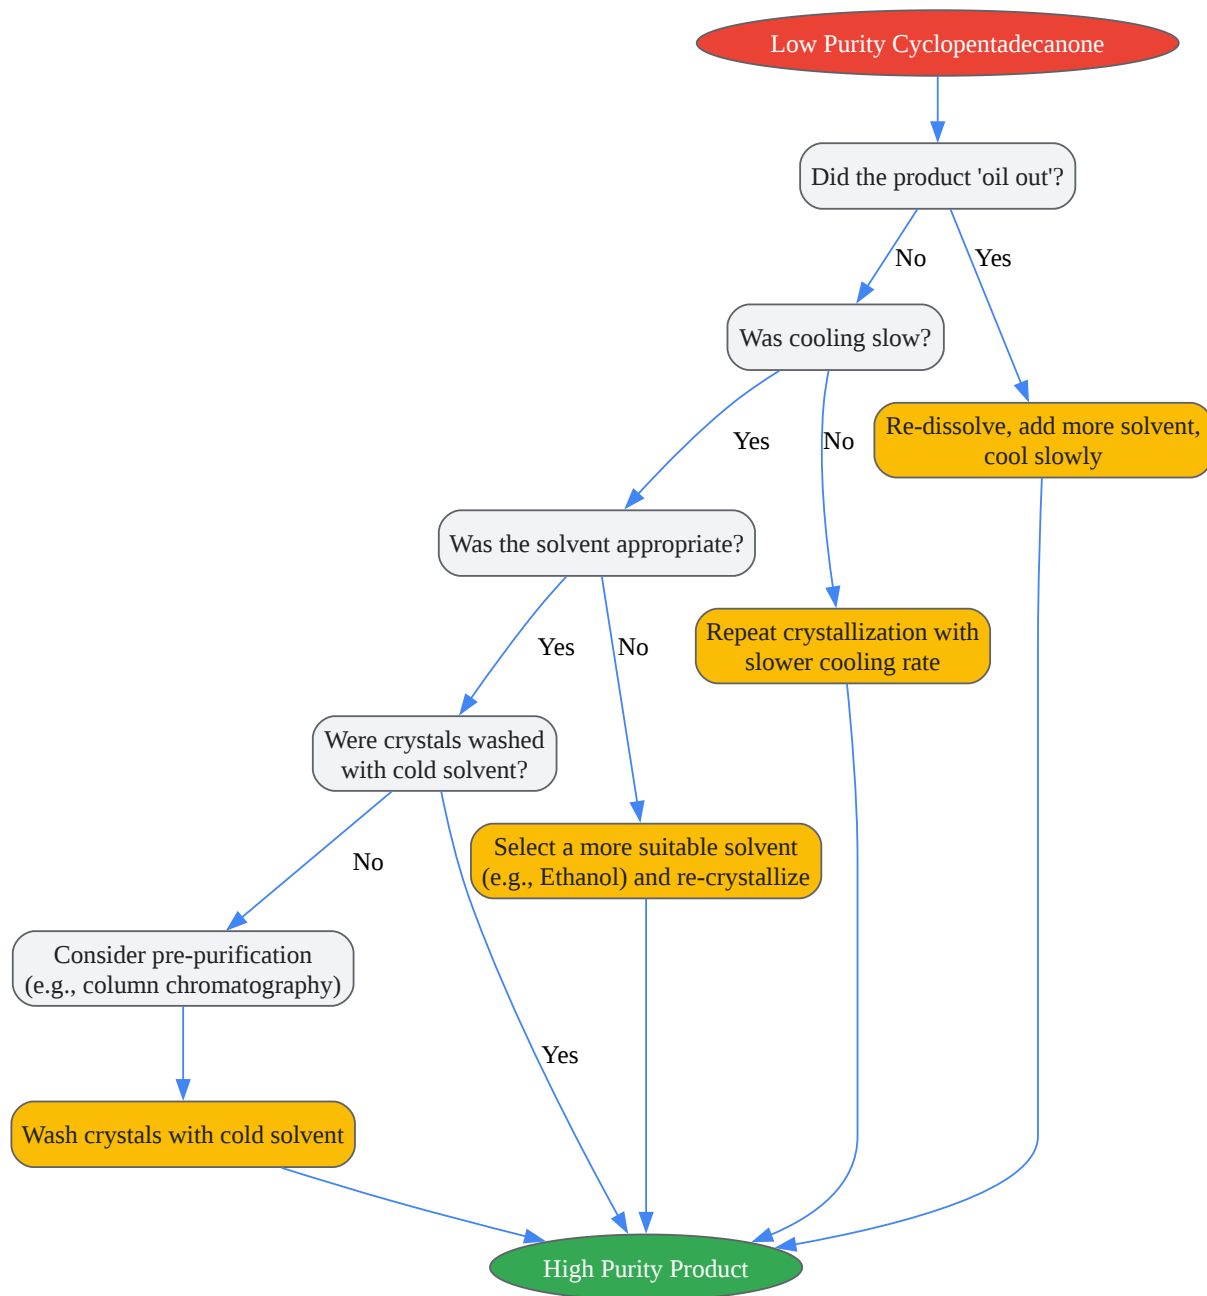 Low Purity Cyclopentadecanone
Did the product 'oil out'?
No
Yes
Was cooling slow?
Re-dissolve, add more solvent,
cool slowly
Yes
No
Was the solvent appropriate?
Repeat crystallization with
slower cooling rate
Yes
No
Were crystals washed
with cold solvent?
Select a more suitable solvent
(e.g., Ethanol) and re-crystallize
No
Consider pre-purification
(e.g., column chromatography)
Yes
Wash crystals with cold solvent
High Purity Product